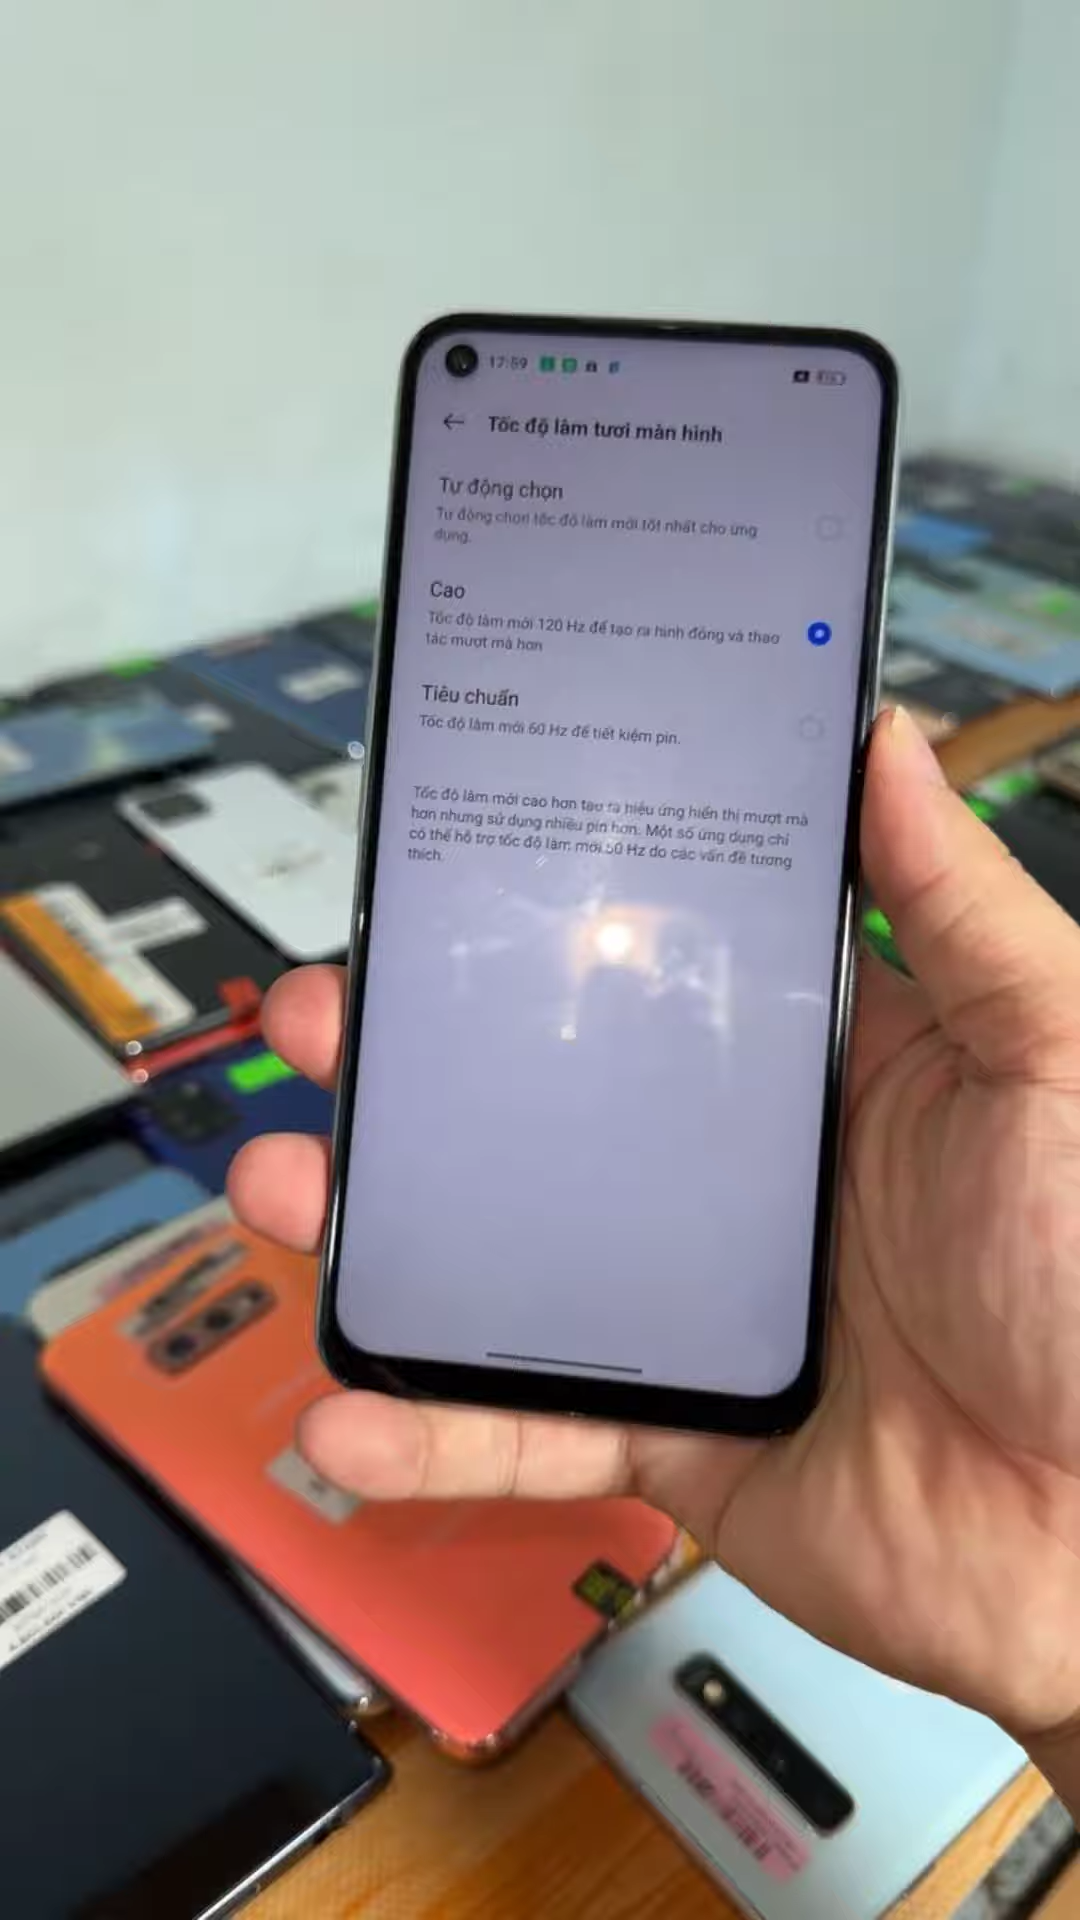 17:59
Tốc độ làm tươi màn hình
Tự động chọn
Tự động chọn tốc độ làm mới tốt nhất cho ứng
dụng.
Cao
Tốc độ làm mới 120 Hz để tạo ra hình động và thao
tác mượt mà hơn
Tiêu chuẩn
Tốc độ làm mới 60 Hz để tiết kiệm pin.
Tốc độ làm mới cao hơn tạo ra hiệu ứng hiển thị mượt mà
hơn nhưng sử dụng nhiều pin hơn. Một số ứng dụng chỉ
có thể hỗ trợ tốc độ làm mới 60 Hz do các vấn đề tương
thích.